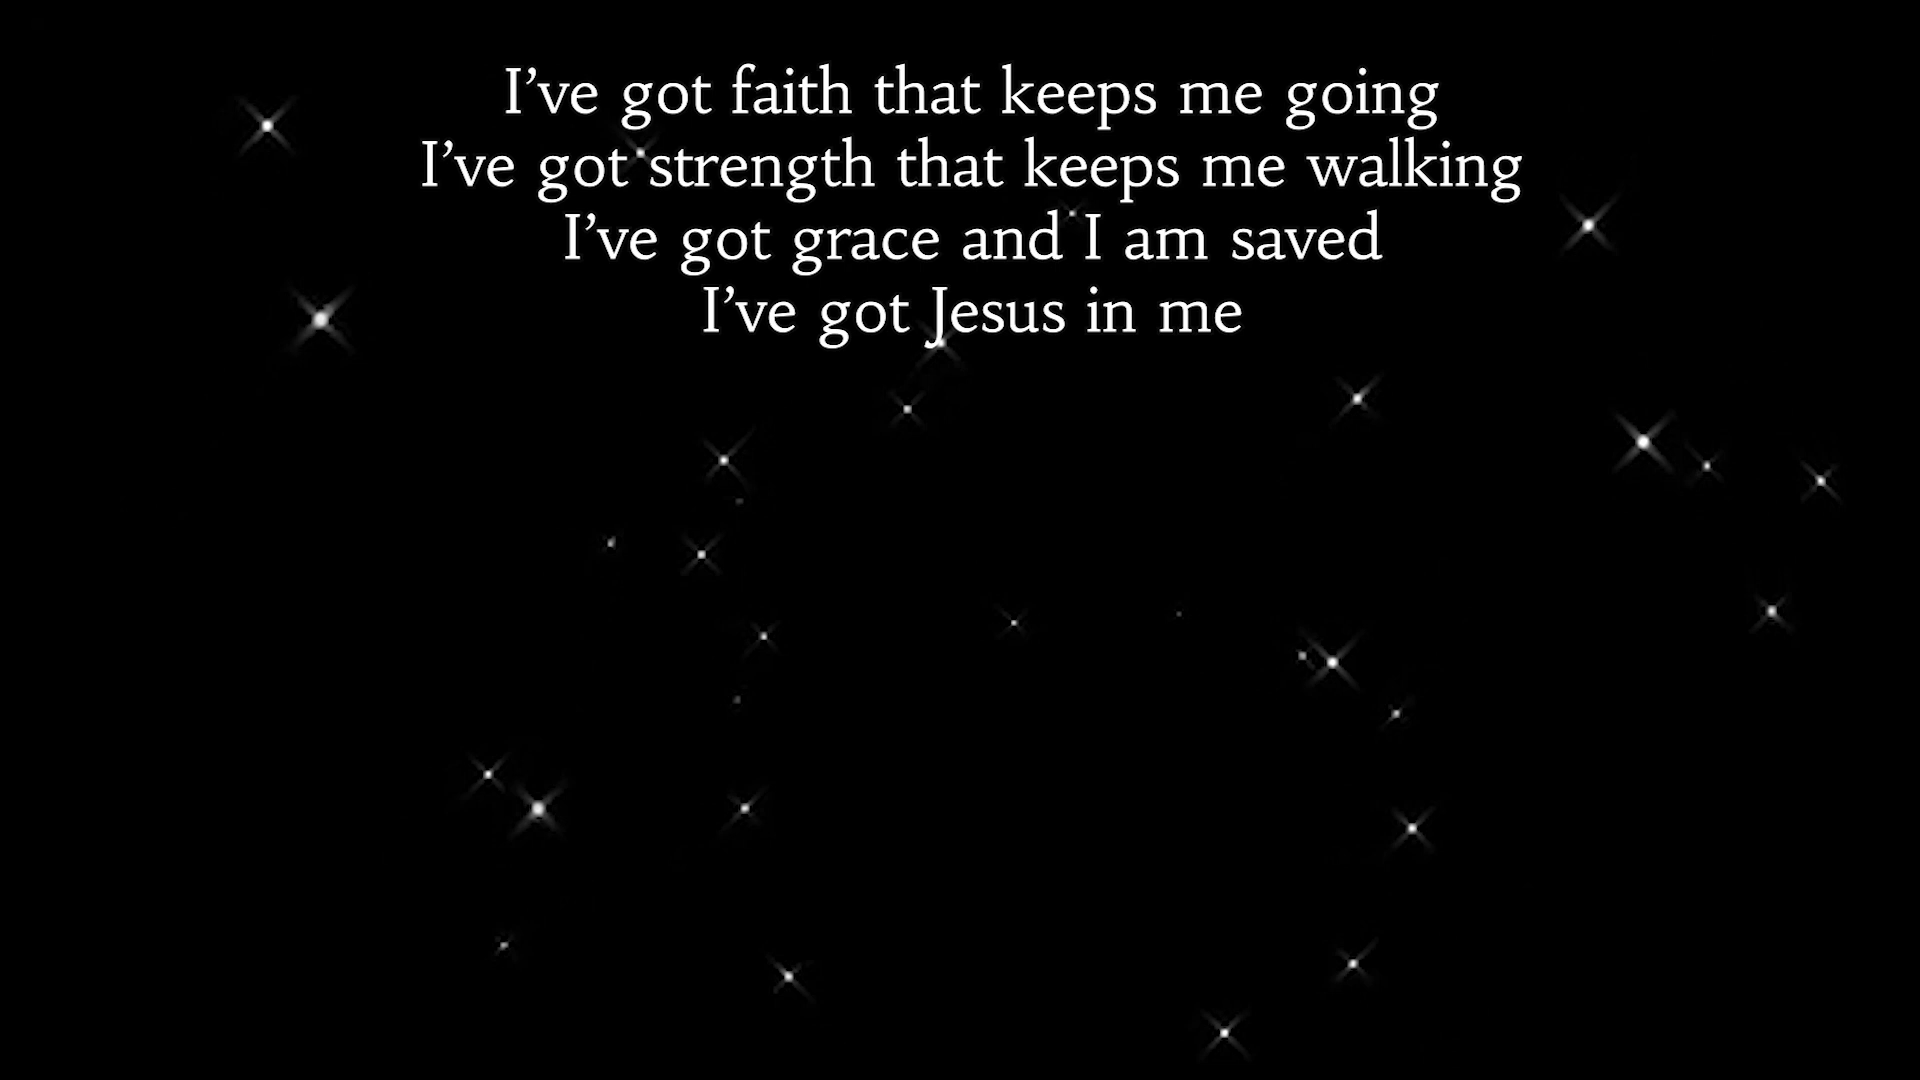 I’ve got faith that keeps me going
I’ve got strength that keeps me walking
I’ve got grace and I am saved
I’ve got Jesus in me